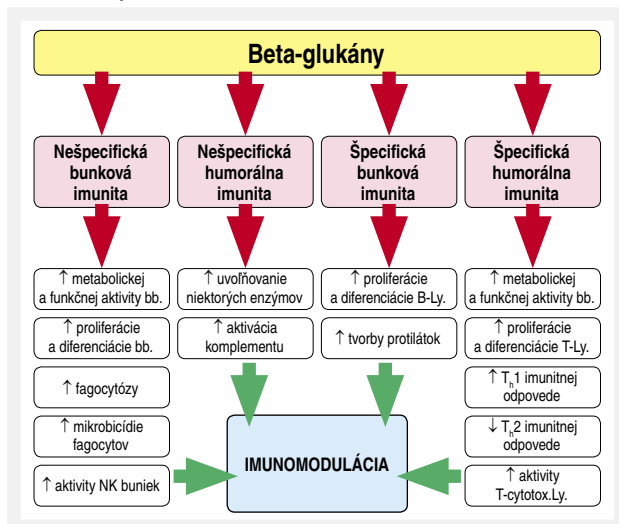 Beta-glukány
Nešpecifická
bunková
imunita
Nešpecifická
humorálna
imunita
Špecifická
bunková
imunita
Špecifická
humorálna
imunita
↑ metabolickej
a funkčnej aktivity bb.
↑ proliferácie
a diferenciácie bb.
↑ fagocytózy
↑ mikrobicídie
fagocytov
↑ aktivity NK buniek
↑ uvoľňovanie
niektorých enzýmov
↑ aktivácia
komplementu
↑ proliferácie
a diferenciácie B-Ly.
↑ tvorby protilátok
↑ metabolickej
a funkčnej aktivity bb.
↑ proliferácie
a diferenciácie T-Ly.
↑ Th1 imunitnej
odpovede
↓ Th2 imunitnej
odpovede
↑ aktivity
T-cytotox.Ly.
IMUNOMODULÁCIA